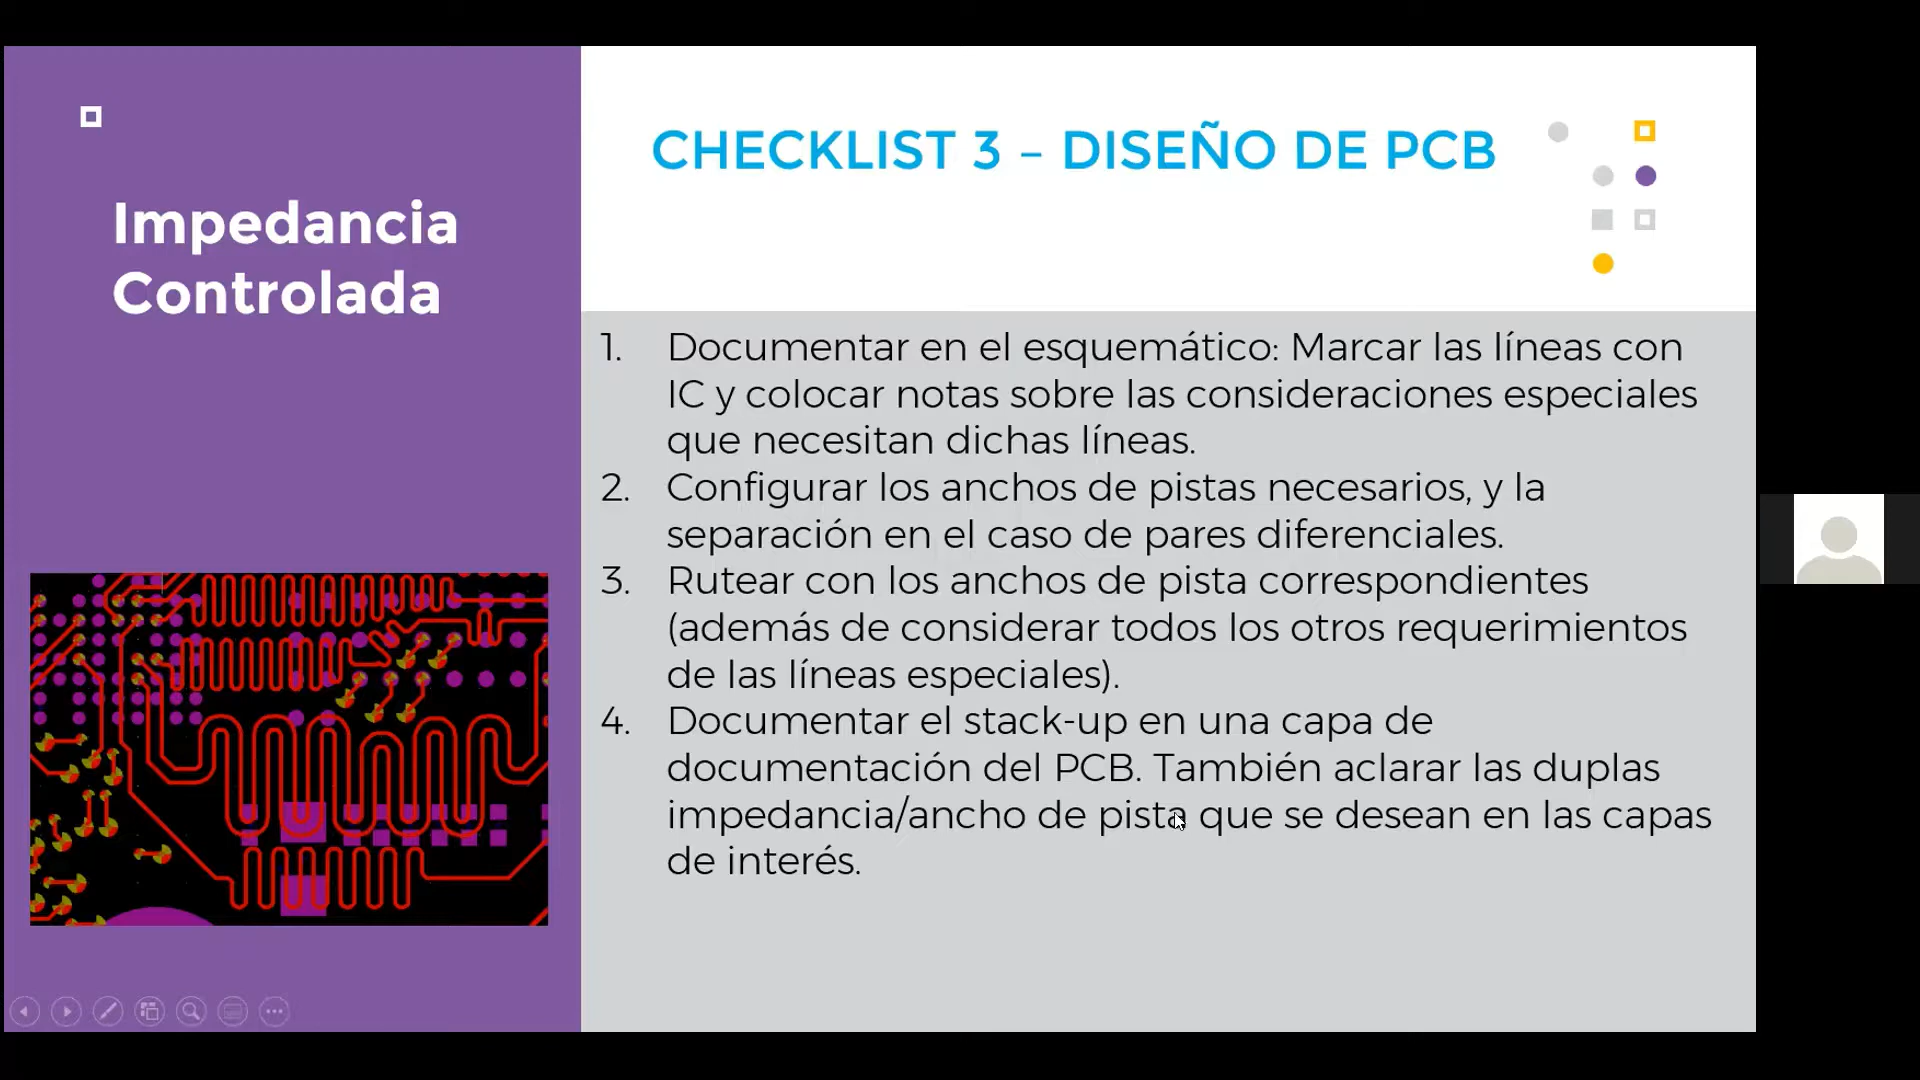 Impedancia
Controlada
CHECKLIST 3 – DISEÑO DE PCB
1. Documentar en el esquemático: Marcar las líneas con
IC y colocar notas sobre las consideraciones especiales
que necesitan dichas líneas.
2. Configurar los anchos de pistas necesarios, y la
separación en el caso de pares diferenciales.
3. Rutear con los anchos de pista correspondientes
(además de considerar todos los otros requerimientos
de las líneas especiales).
4. Documentar el stack-up en una capa de
documentación del PCB. También aclarar las duplas
impedancia/ancho de pista que se desean en las capas
de interés.